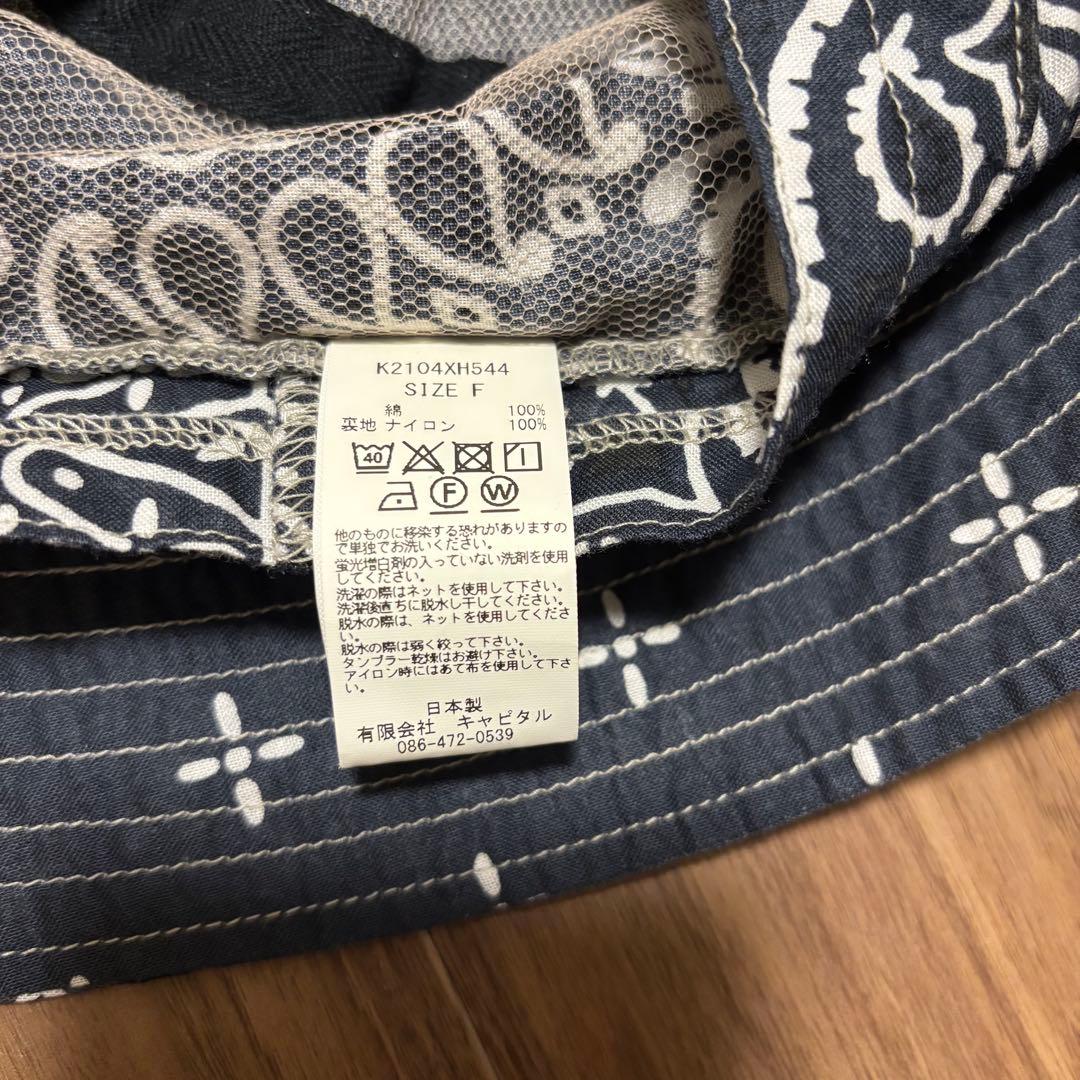 K2104XH544
SIZE F
綿 100%
裏地 ナイロン 100%
40
F W
他のものに移染する恐れがありますの
で単独でお洗いください。
蛍光増白剤の入っていない洗剤を使用
してください。
洗濯の際はネットを使用して下さい。
洗濯後直ちに脱水し干してください。
脱水の際は、ネットを使用して下さ
い。
脱水の際は弱く絞って下さい。
タンブラー乾燥はお避け下さい。
アイロン時にはあて布を使用して下さ
い。
日本製
有限会社 キャピタル
086-472-0539